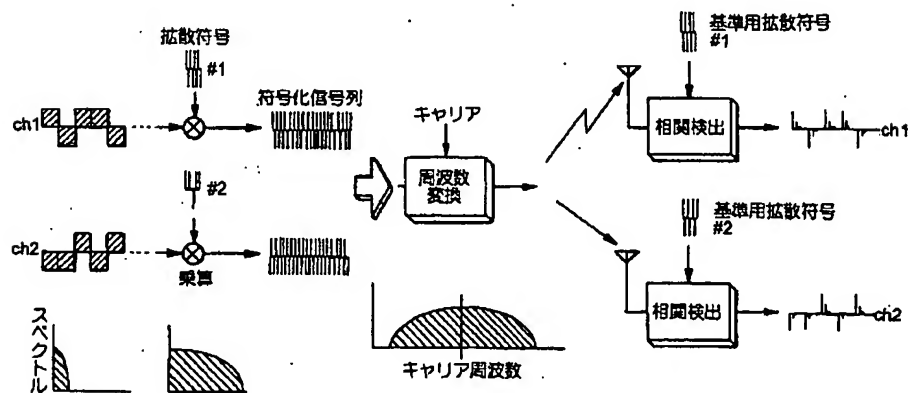 拡散符号
#1
ch1
符号化信号列
#2
ch2
乗算
スペクトル
キャリア
周波数
変換
キャリア周波数
基準用拡散符号
#1
相関検出
ch1
基準用拡散符号
#2
相関検出
ch2